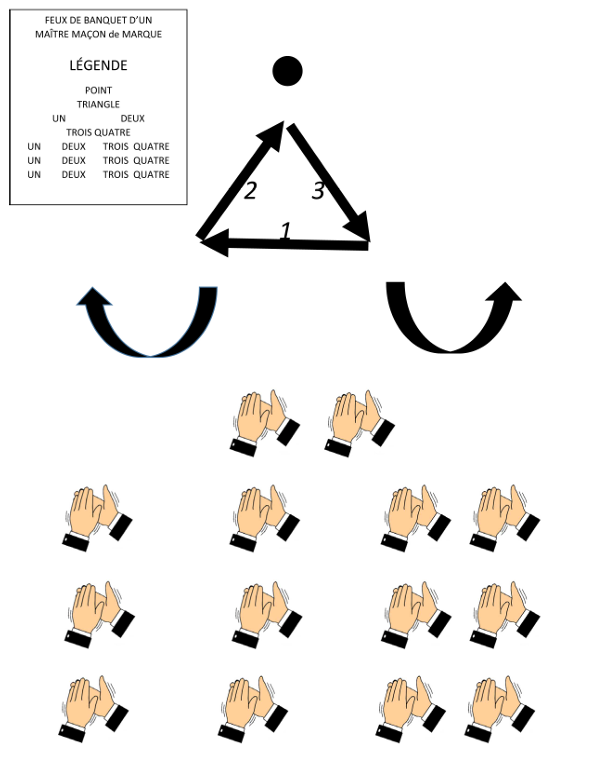 FEUX DE BANQUET D’UN
MAÎTRE MAÇON de MARQUE
LÉGENDE
POINT
TRIANGLE
UN DEUX
TROIS QUATRE
UN DEUX TROIS QUATRE
UN DEUX TROIS QUATRE
UN DEUX TROIS QUATRE
2 3
1